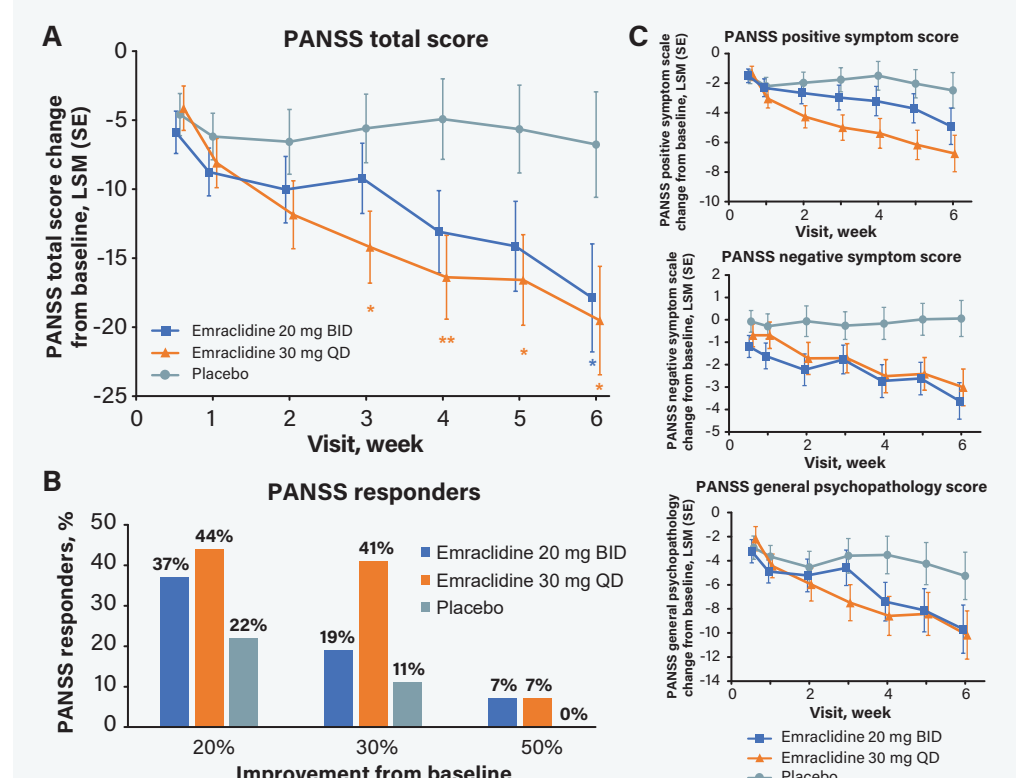 A
PANSS total score
PANSS total score change
from baseline, LSM (SE)
0
-5
-10
-15
-20
-25
Emraclidine 20 mg BID
Emraclidine 30 mg QD
Placebo
*
**
*
*
*
0
1
2
3
4
5
6
Visit, week
B
PANSS responders
PANSS responders, %
50
40
30
20
10
0
37%
44%
22%
19%
41%
11%
7%
7%
0%
Emraclidine 20 mg BID
Emraclidine 30 mg QD
Placebo
20%
30%
50%
Improvement from baseline
C
PANSS positive symptom score
PANSS positive symptom scale
change from baseline, LSM (SE)
0
-2
-4
-6
-8
-10
0
2
4
6
Visit, week
PANSS negative symptom score
PANSS negative symptom scale
change from baseline, LSM (SE)
2
1
0
-1
-2
-3
-4
-5
0
2
4
6
Visit, week
PANSS general psychopathology score
PANSS general psychopathology
change from baseline, LSM (SE)
0
-2
-4
-6
-8
-10
-12
-14
0
2
4
6
Visit, week
Emraclidine 20 mg BID
Emraclidine 30 mg QD
Placebo